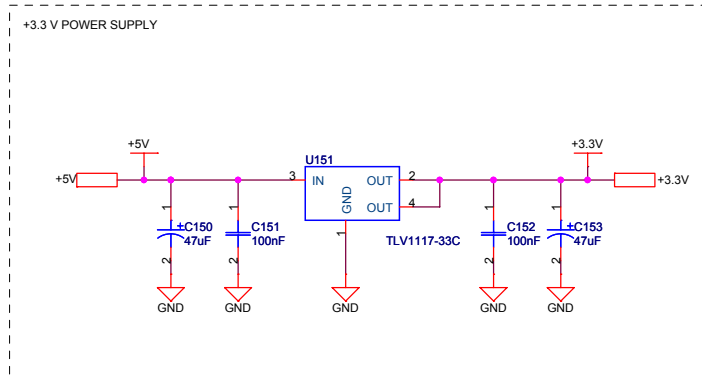 +3.3 V POWER SUPPLY
+5V
+3.3V
U151
+5V
3
IN
OUT
2
+3.3V
GND
OUT
4
1
1
1
1
1
+C150
47uF
C151
100nF
TLV1117-33C
C152
100nF
+C153
47uF
2
2
2
2
GND
GND
GND
GND
GND